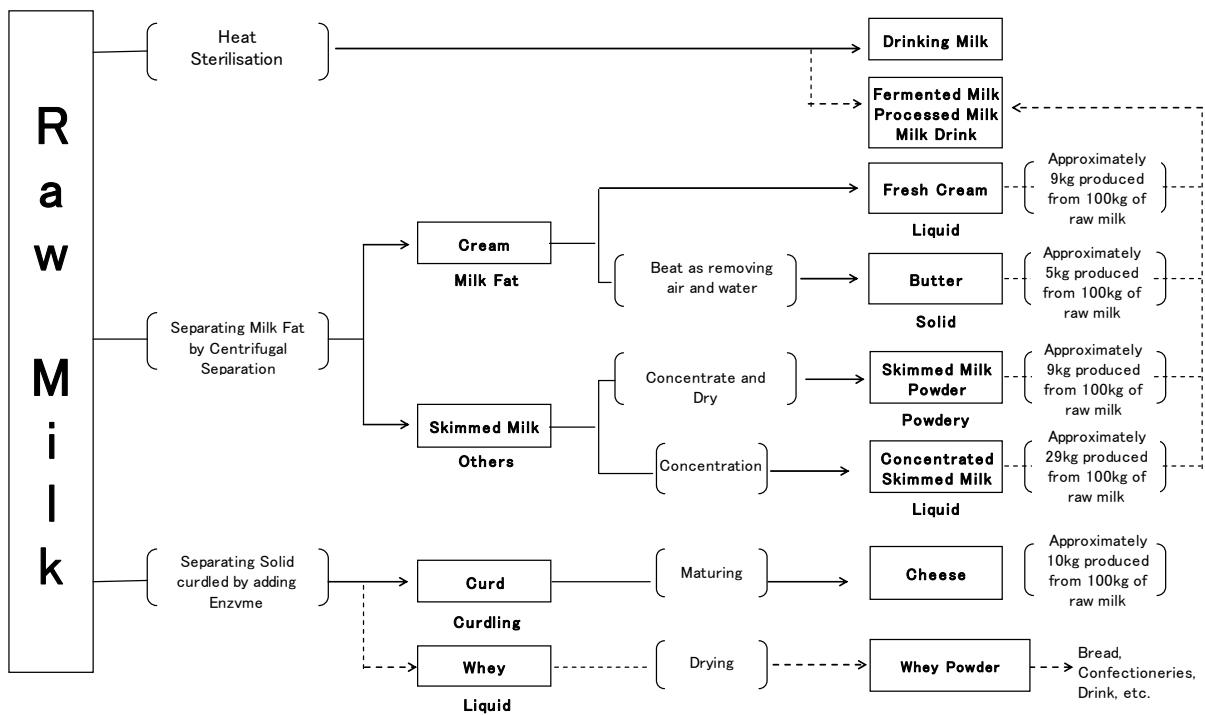 Raw Milk
Heat
Sterilisation
Drinking Milk
Fermented Milk
Processed Milk
Milk Drink
Separating Milk Fat
by Centrifugal
Separation
Cream
Milk Fat
Fresh Cream
Liquid
Approximately
9kg produced
from 100kg of
raw milk
Beat as removing
air and water
Butter
Solid
Approximately
5kg produced
from 100kg of
raw milk
Skimmed Milk
Others
Concentrate and
Dry
Skimmed Milk
Powder
Powdery
Approximately
9kg produced
from 100kg of
raw milk
Concentration
Concentrated
Skimmed Milk
Liquid
Approximately
29kg produced
from 100kg of
raw milk
Separating Solid
curdled by adding
Enzvme
Curd
Curdling
Maturing
Cheese
Approximately
10kg produced
from 100kg of
raw milk
Whey
Liquid
Drying
Whey Powder
Bread,
Confectioneries,
Drink, etc.